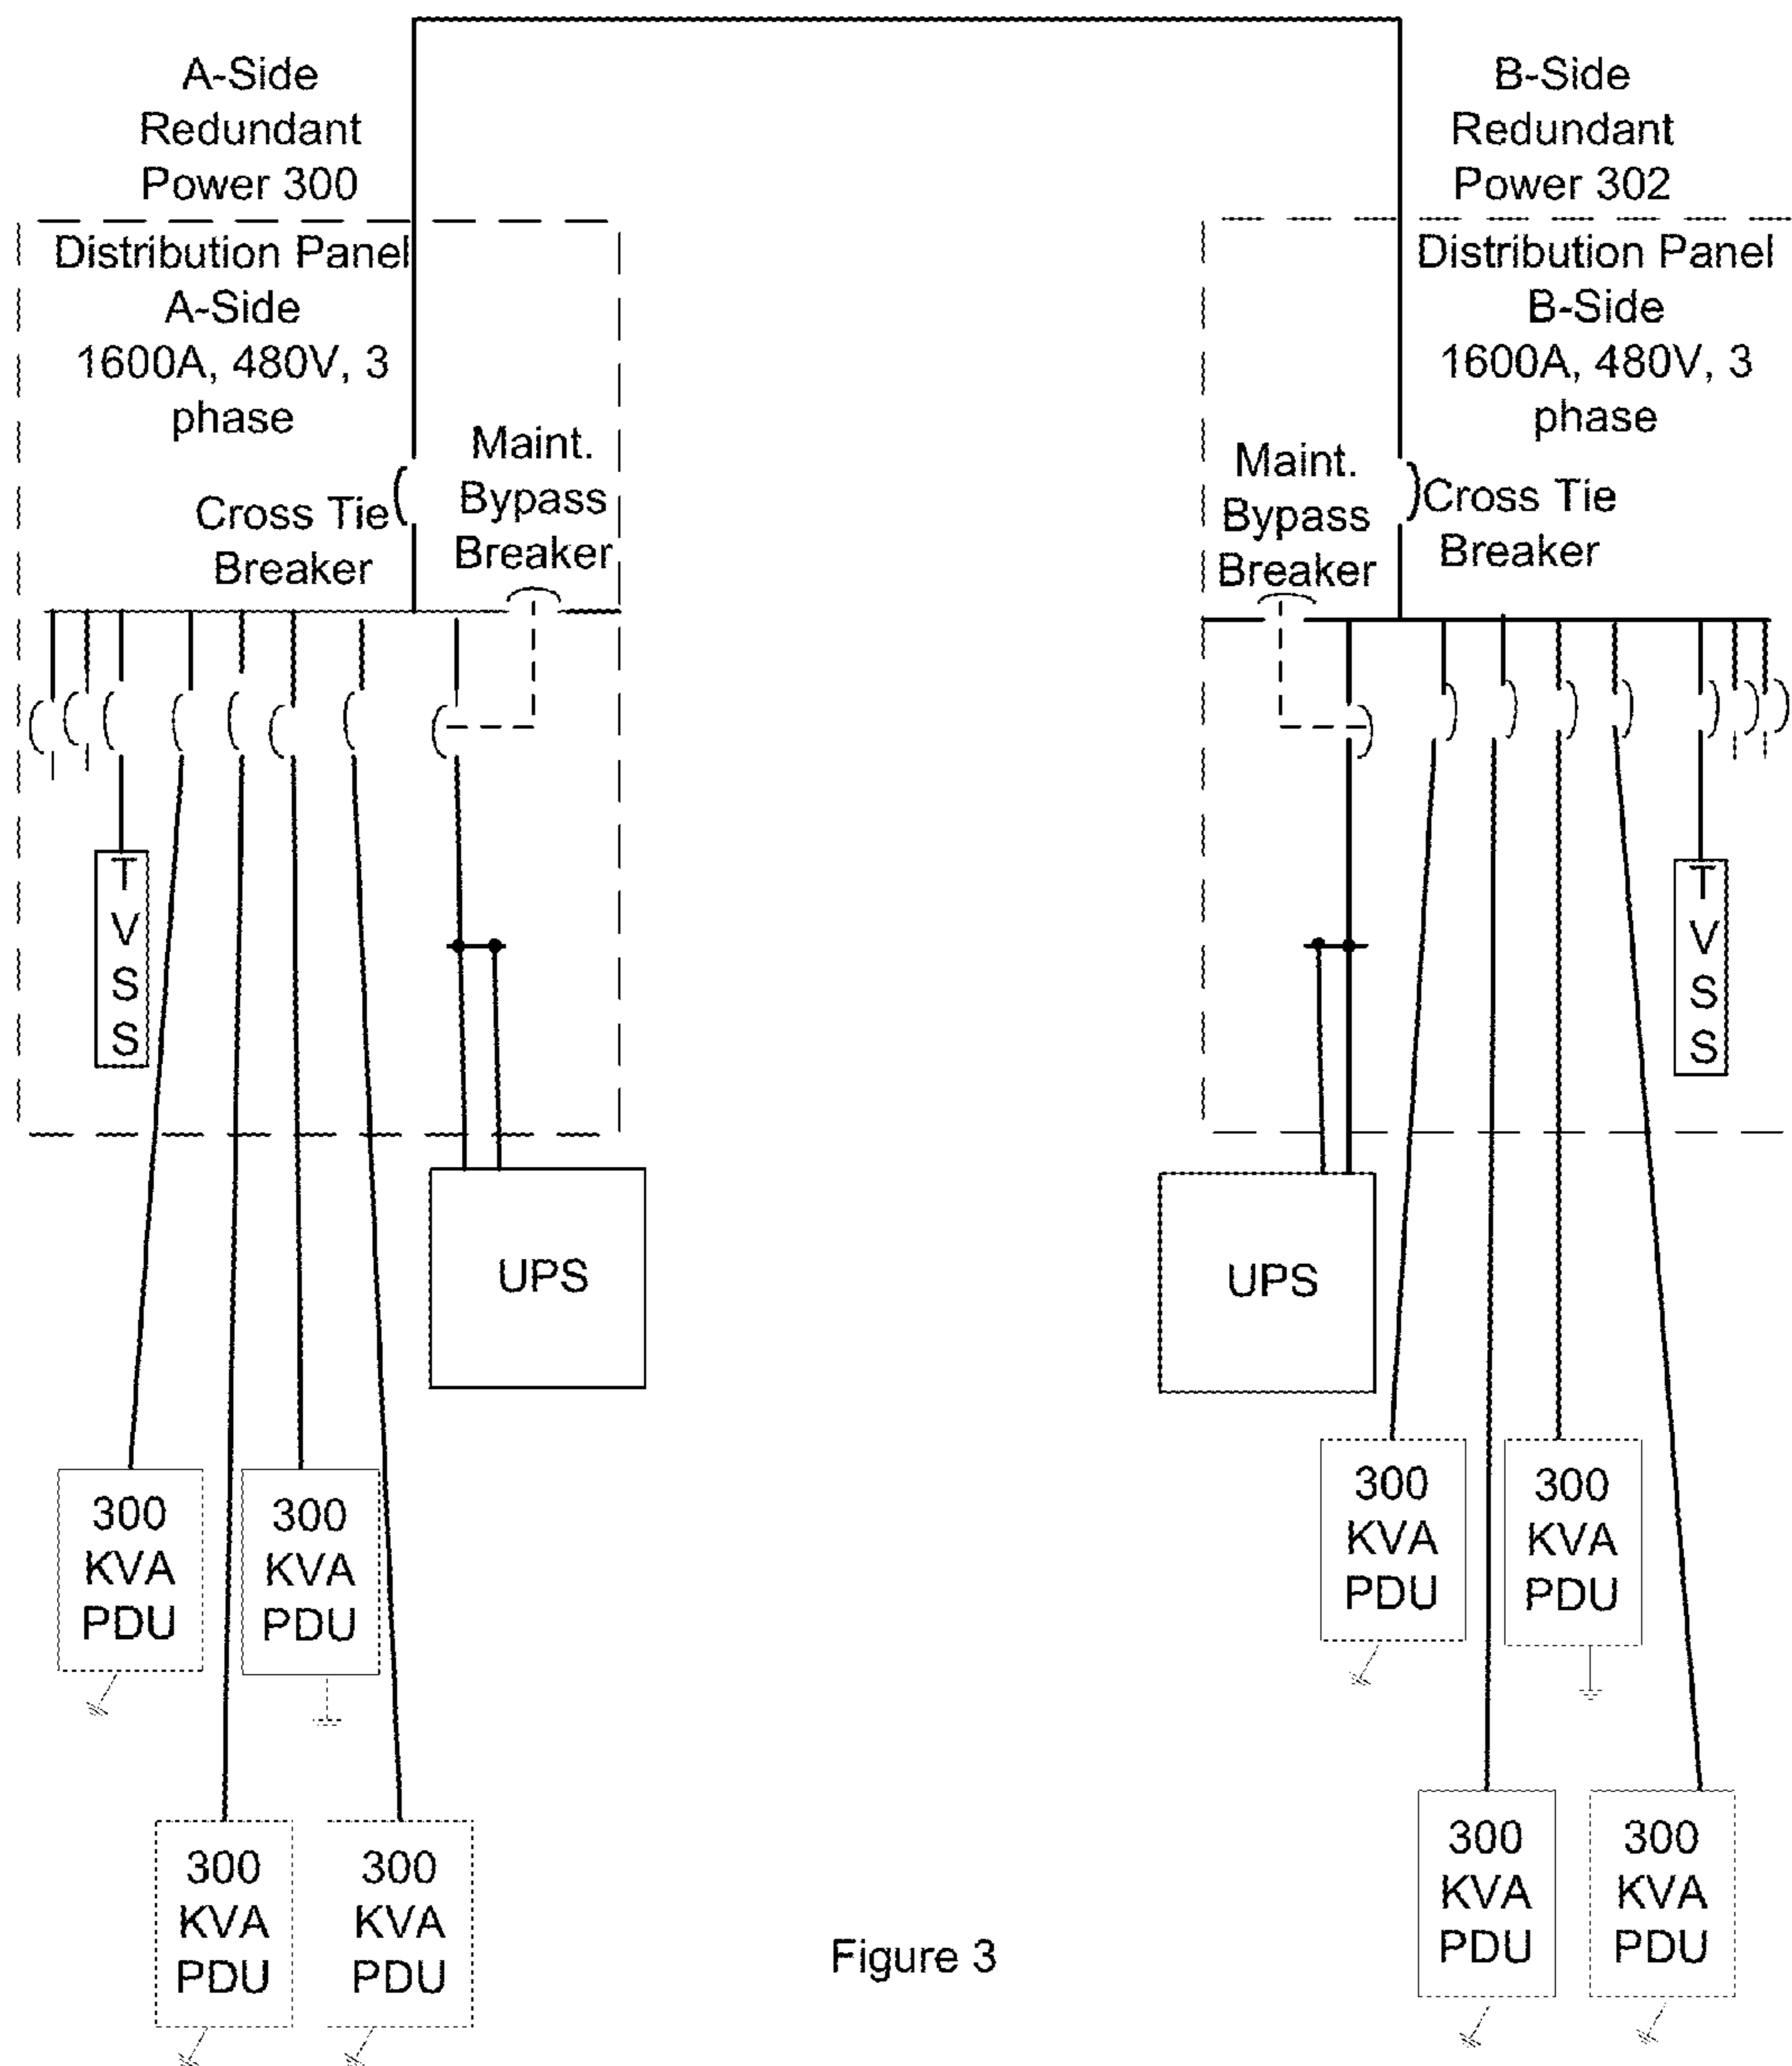 A-Side
Redundant
Power 300
B-Side
Redundant
Power 302
Distribution Panel
A-Side
1600A, 480V, 3
phase
Distribution Panel
B-Side
1600A, 480V, 3
phase
Cross Tie
Breaker
Maint.
Bypass
Breaker
Maint.
Bypass
Breaker
Cross Tie
Breaker
T
V
S
S
T
V
S
S
UPS
UPS
300
KVA
PDU
300
KVA
PDU
300
KVA
PDU
300
KVA
PDU
300
KVA
PDU
300
KVA
PDU
300
KVA
PDU
300
KVA
PDU
Figure 3